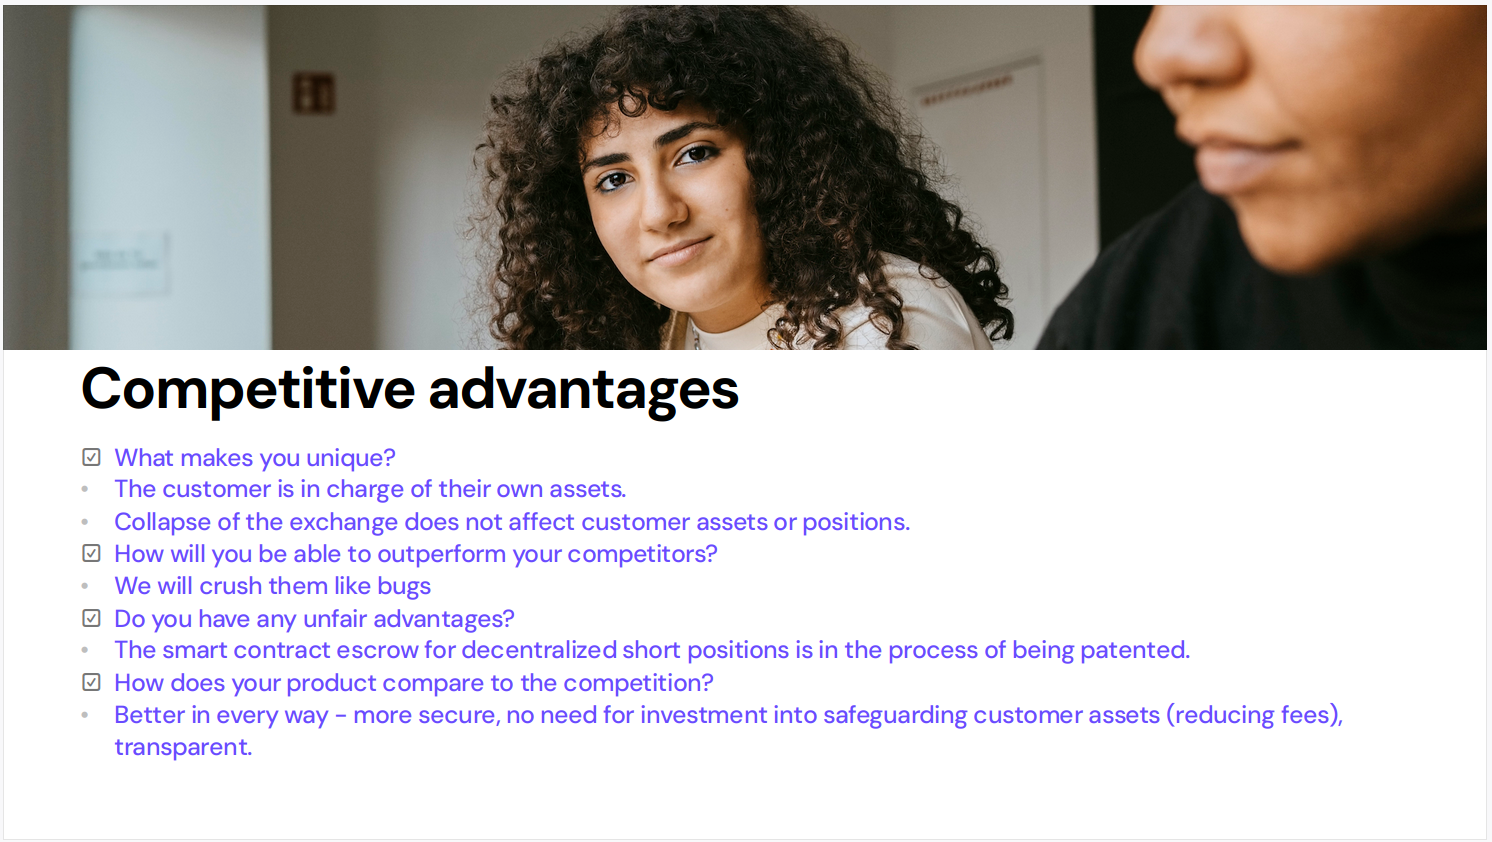 Competitive advantages
What makes you unique?
The customer is in charge of their own assets.
Collapse of the exchange does not affect customer assets or positions.
How will you be able to outperform your competitors?
We will crush them like bugs
Do you have any unfair advantages?
The smart contract escrow for decentralized short positions is in the process of being patented.
How does your product compare to the competition?
Better in every way - more secure, no need for investment into safeguarding customer assets (reducing fees),
transparent.